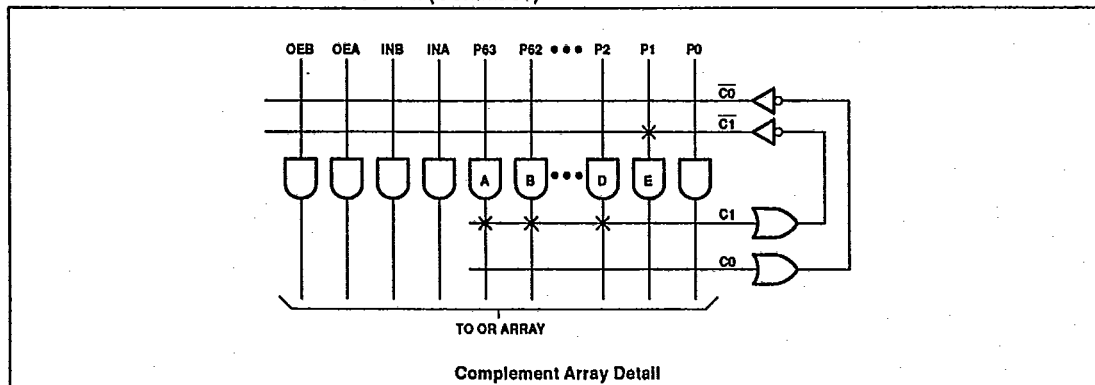 OEB OEA INB INA P63 P62 ••• P2 P1 P0
C0
C1
A B ••• D E
C1
C0
TO OR ARRAY
Complement Array Detail